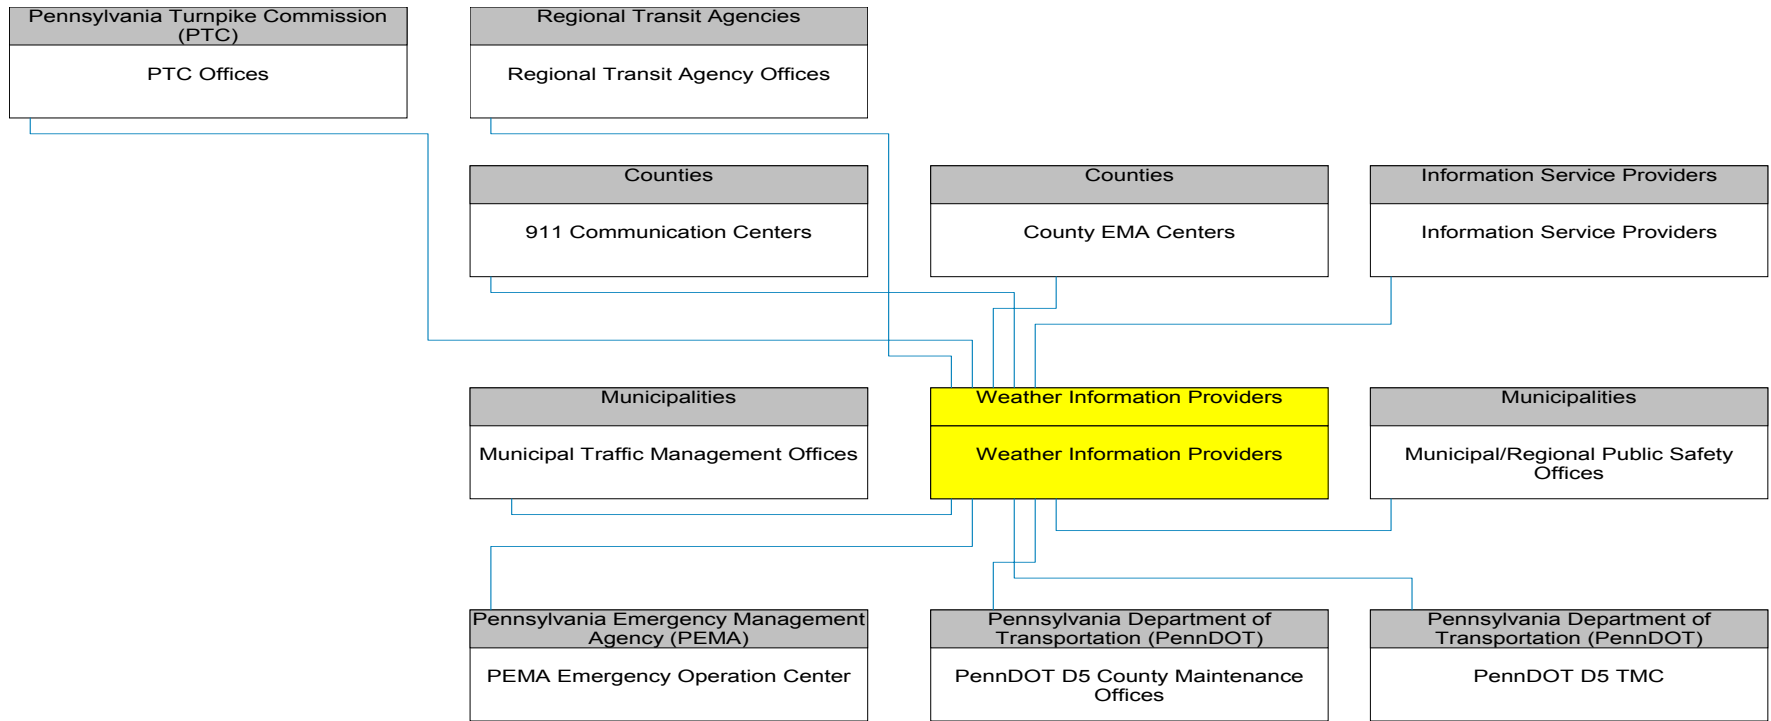 Pennsylvania Turnpike Commission
(PTC)
PTC Offices
Regional Transit Agencies
Regional Transit Agency Offices
Counties
911 Communication Centers
Counties
County EMA Centers
Information Service Providers
Information Service Providers
Municipalities
Municipal Traffic Management Offices
Weather Information Providers
Weather Information Providers
Municipalities
Municipal/Regional Public Safety
Offices
Pennsylvania Emergency Management
Agency (PEMA)
PEMA Emergency Operation Center
Pennsylvania Department of
Transportation (PennDOT)
PennDOT D5 County Maintenance
Offices
Pennsylvania Department of
Transportation (PennDOT)
PennDOT D5 TMC